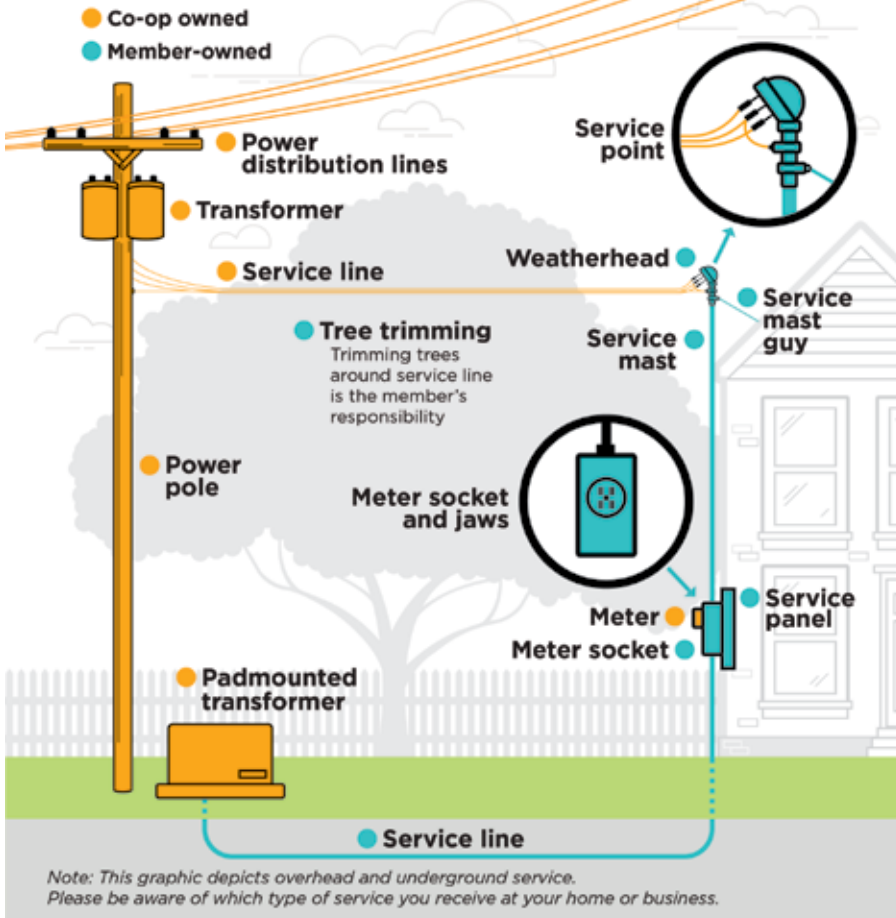 Co-op owned
Member-owned
Power
distribution lines
Service
point
Transformer
Weatherhead
Service line
Service
mast
guy
Tree trimming
Trimming trees
around service line
is the member's
responsibility
Service
mast
Power
pole
Meter socket
and jaws
Service
panel
Meter
Meter socket
Padmounted
transformer
Service line
Note: This graphic depicts overhead and underground service.
Please be aware of which type of service you receive at your home or business.